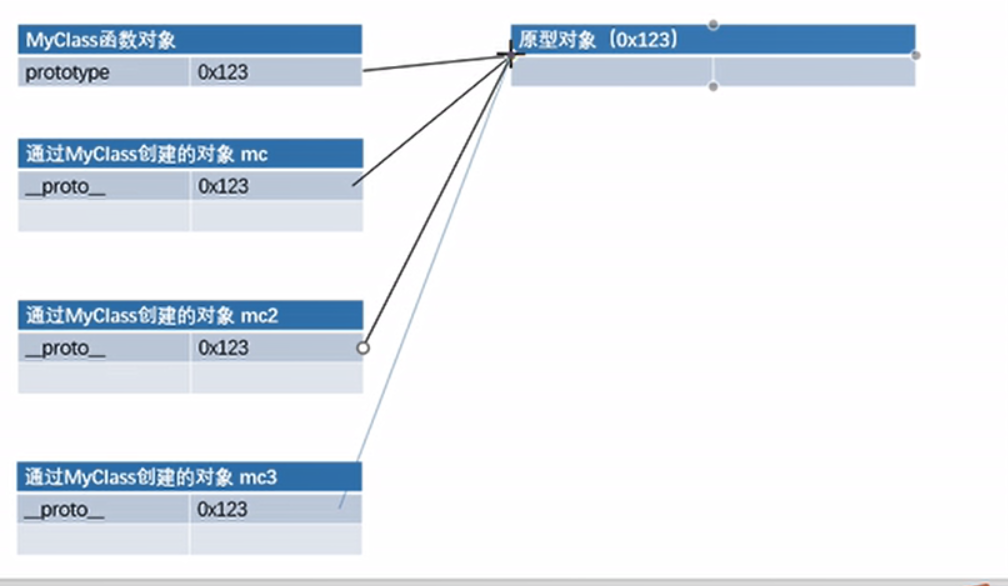 MyClass函数对象
prototype 0x123
原型对象（0x123）
通过MyClass创建的对象 mc
__proto__ 0x123
通过MyClass创建的对象 mc2
__proto__ 0x123
通过MyClass创建的对象 mc3
__proto__ 0x123